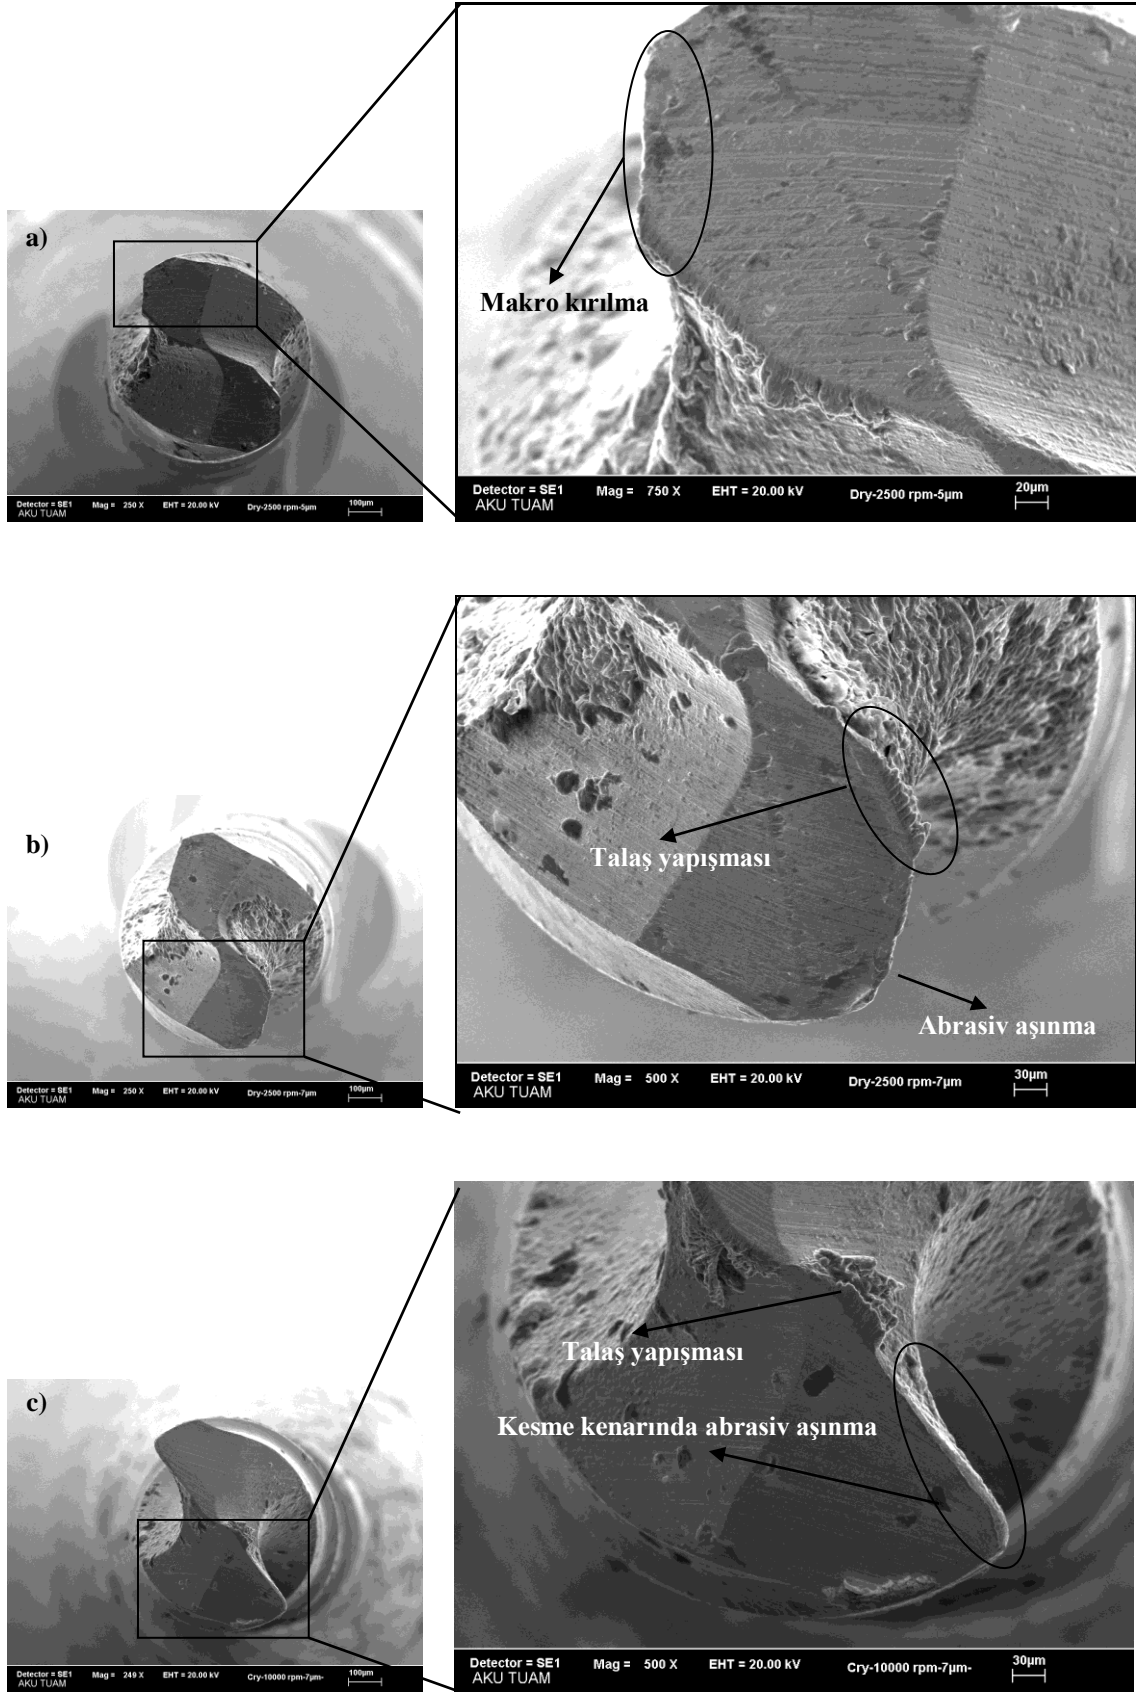 a)
Makro kırılma
Detector = SE1 Mag = 250 X EHT = 20.00 kV Dry-2500 rpm-5µm 100µm
AKU TUAM
Detector = SE1 Mag = 750 X EHT = 20.00 kV Dry-2500 rpm-5µm 20µm
AKU TUAM
b)
Talaş yapışması
Abrasiv aşınma
Detector = SE1 Mag = 250 X EHT = 20.00 kV Dry-2500 rpm-7µm 100µm
AKU TUAM
Detector = SE1 Mag = 500 X EHT = 20.00 kV Dry-2500 rpm-7µm 30µm
AKU TUAM
c)
Talaş yapışması
Kesme kenarında abrasiv aşınma
Detector = SE1 Mag = 249 X EHT = 20.00 kV Cry-10000 rpm-7µm- 100µm
AKU TUAM
Detector = SE1 Mag = 500 X EHT = 20.00 kV Cry-10000 rpm-7µm- 30µm
AKU TUAM